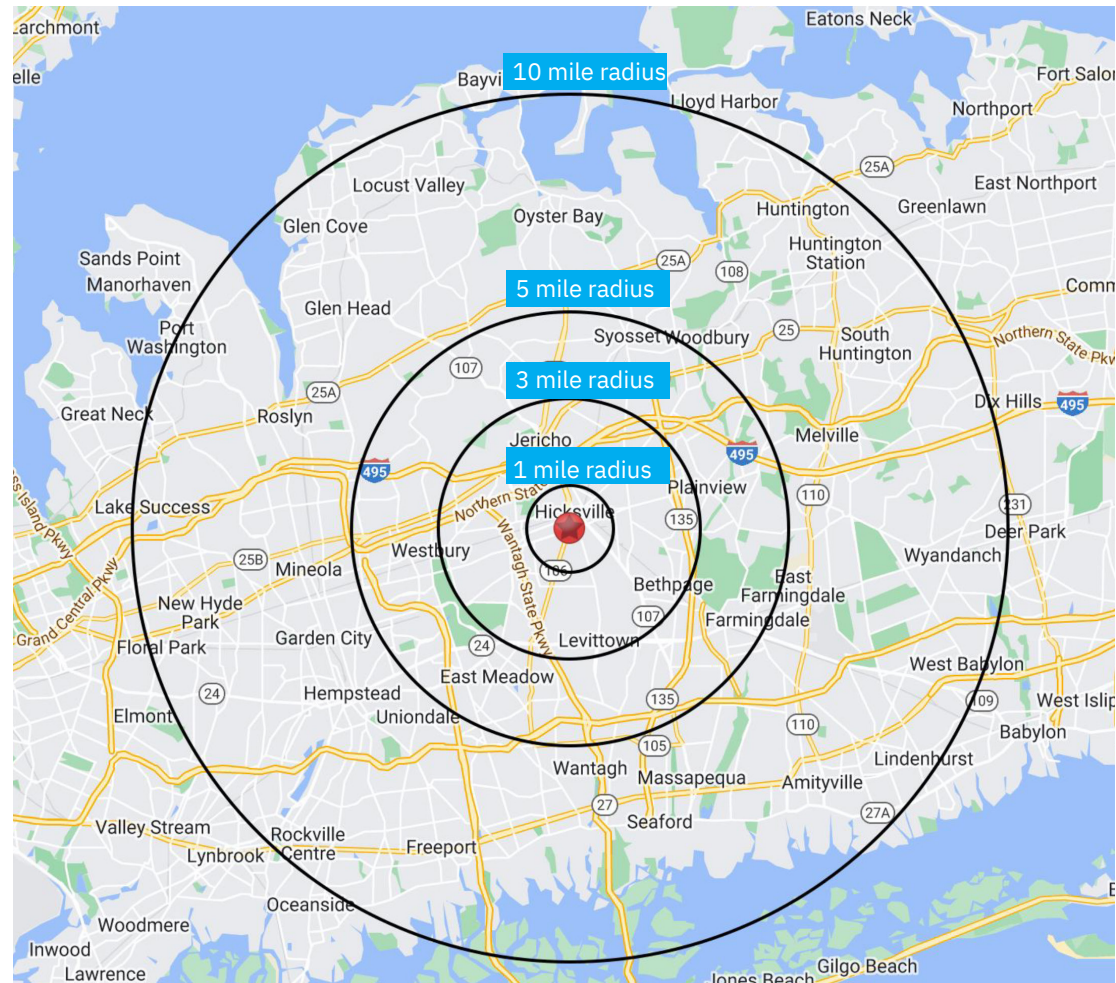 Larchmont
Eatons Neck
elle
Bayvi
10 mile radius
Fort Salo
Lloyd Harbor
Northport
25A
Locust Valley
East Northport
Greenlawn
Huntington
Oyster Bay
Glen Cove
Huntington
Station
Sands Point
25A
108
Manorhaven
5 mile radius
Comm
Glen Head
Port
Washington
Syosset
Woodbury
25
South
Huntington
Northern State Pkw
107
3 mile radius
25A
Great Neck
Roslyn
Dix Hills
495
Jericho
Melville
495
495
1 mile radius
Plainview
Northern State
110
Lake Success
Hicksville
135
231
Deer Park
ss Island Pkwy
Westbury
Wantagh State Pkwy
Wyandanch
25B
Mineola
106
Bethpage
East
Farmingdale
Grand Central Pkwy
New Hyde
Park
107
Farmingdale
Garden City
Levittown
Floral Park
24
West Babylon
East Meadow
24
Hempstead
135
109
West Islip
Elmont
Uniondale
110
Babylon
105
Wantagh
Massapequa
Lindenhurst
Amityville
27
27A
Seaford
Valley Stream
Rockville
Centre
Lynbrook
Freeport
Oceanside
Woodmere
Inwood
Lawrence
Gilgo Beach
Jones Beach